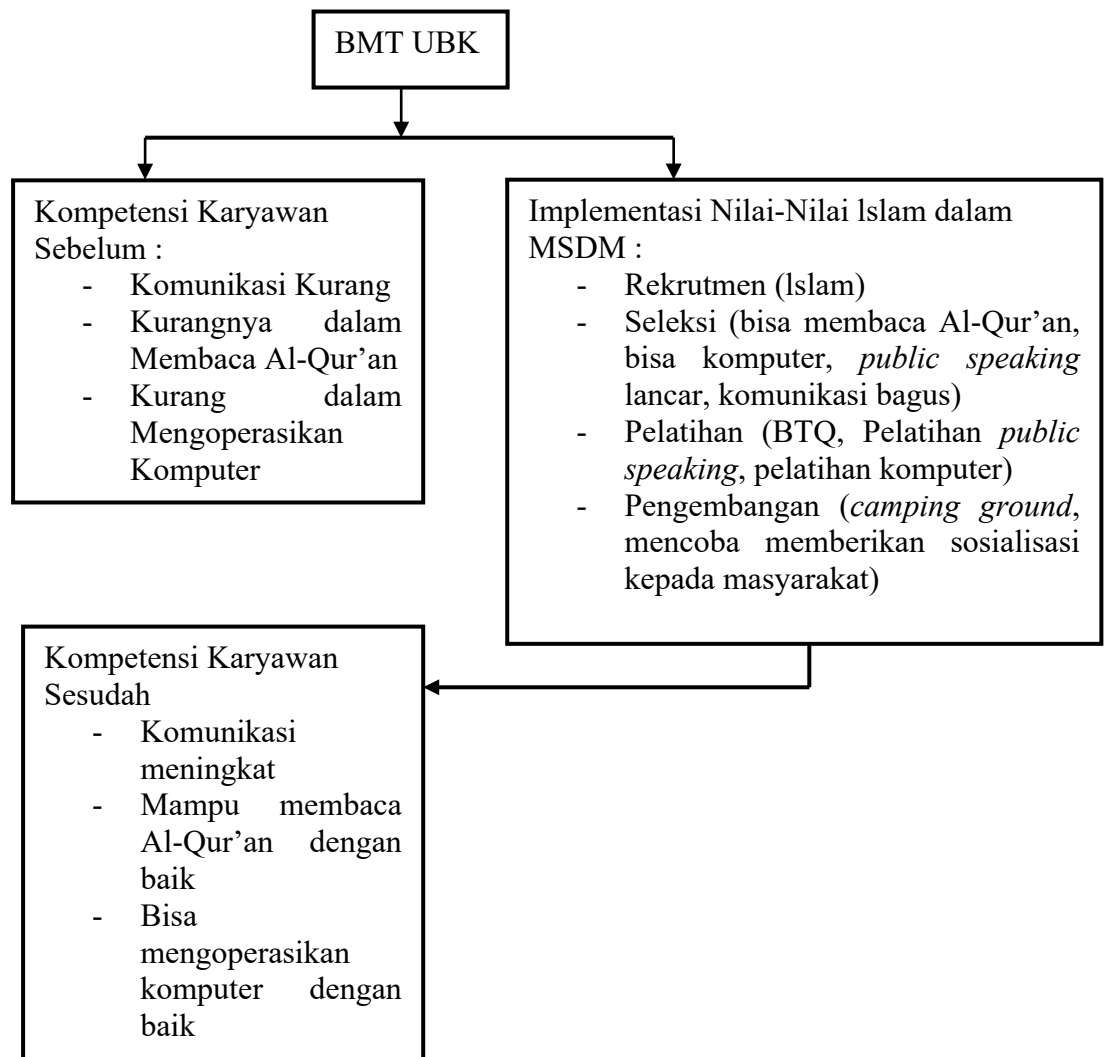 BMT UBK
Kompetensi Karyawan
Sebelum :
- Komunikasi Kurang
- Kurangnya dalam
Membaca Al-Qur’an
- Kurang dalam
Mengoperasikan
Komputer
Implementasi Nilai-Nilai lslam dalam
MSDM :
- Rekrutmen (lslam)
- Seleksi (bisa membaca Al-Qur’an,
bisa komputer, public speaking
lancar, komunikasi bagus)
- Pelatihan (BTQ, Pelatihan public
speaking, pelatihan komputer)
- Pengembangan (camping ground,
mencoba memberikan sosialisasi
kepada masyarakat)
Kompetensi Karyawan
Sesudah
- Komunikasi
meningkat
- Mampu membaca
Al-Qur’an dengan
baik
- Bisa
mengoperasikan
komputer dengan
baik